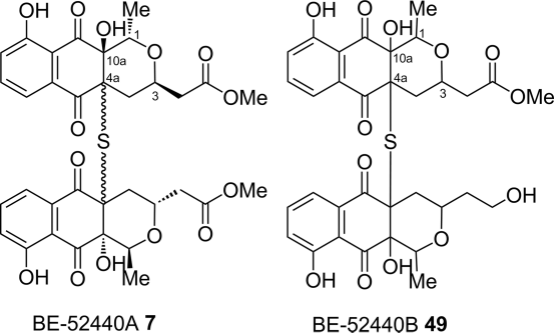 OH O OH Me
1
10a O
4a
3
O
O OMe
S
O
OMe
O
O
OH O OH Me
BE-52440A 7
OH O OH Me
1
10a O
4a
3
O
O OMe
S
O
OH
O
OH O OH Me
BE-52440B 49